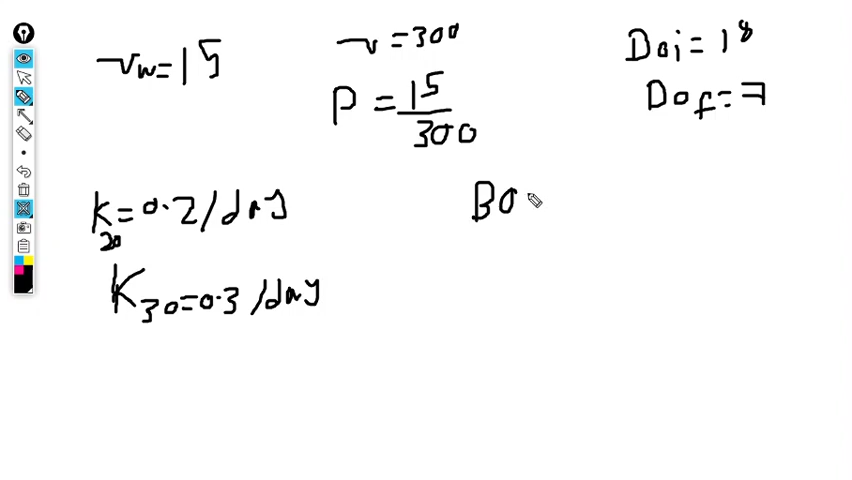 Vw=15
V=300
Doi=18
P=15/300
Dof=7
K20=0.2/day
BO
K30=0.3/day